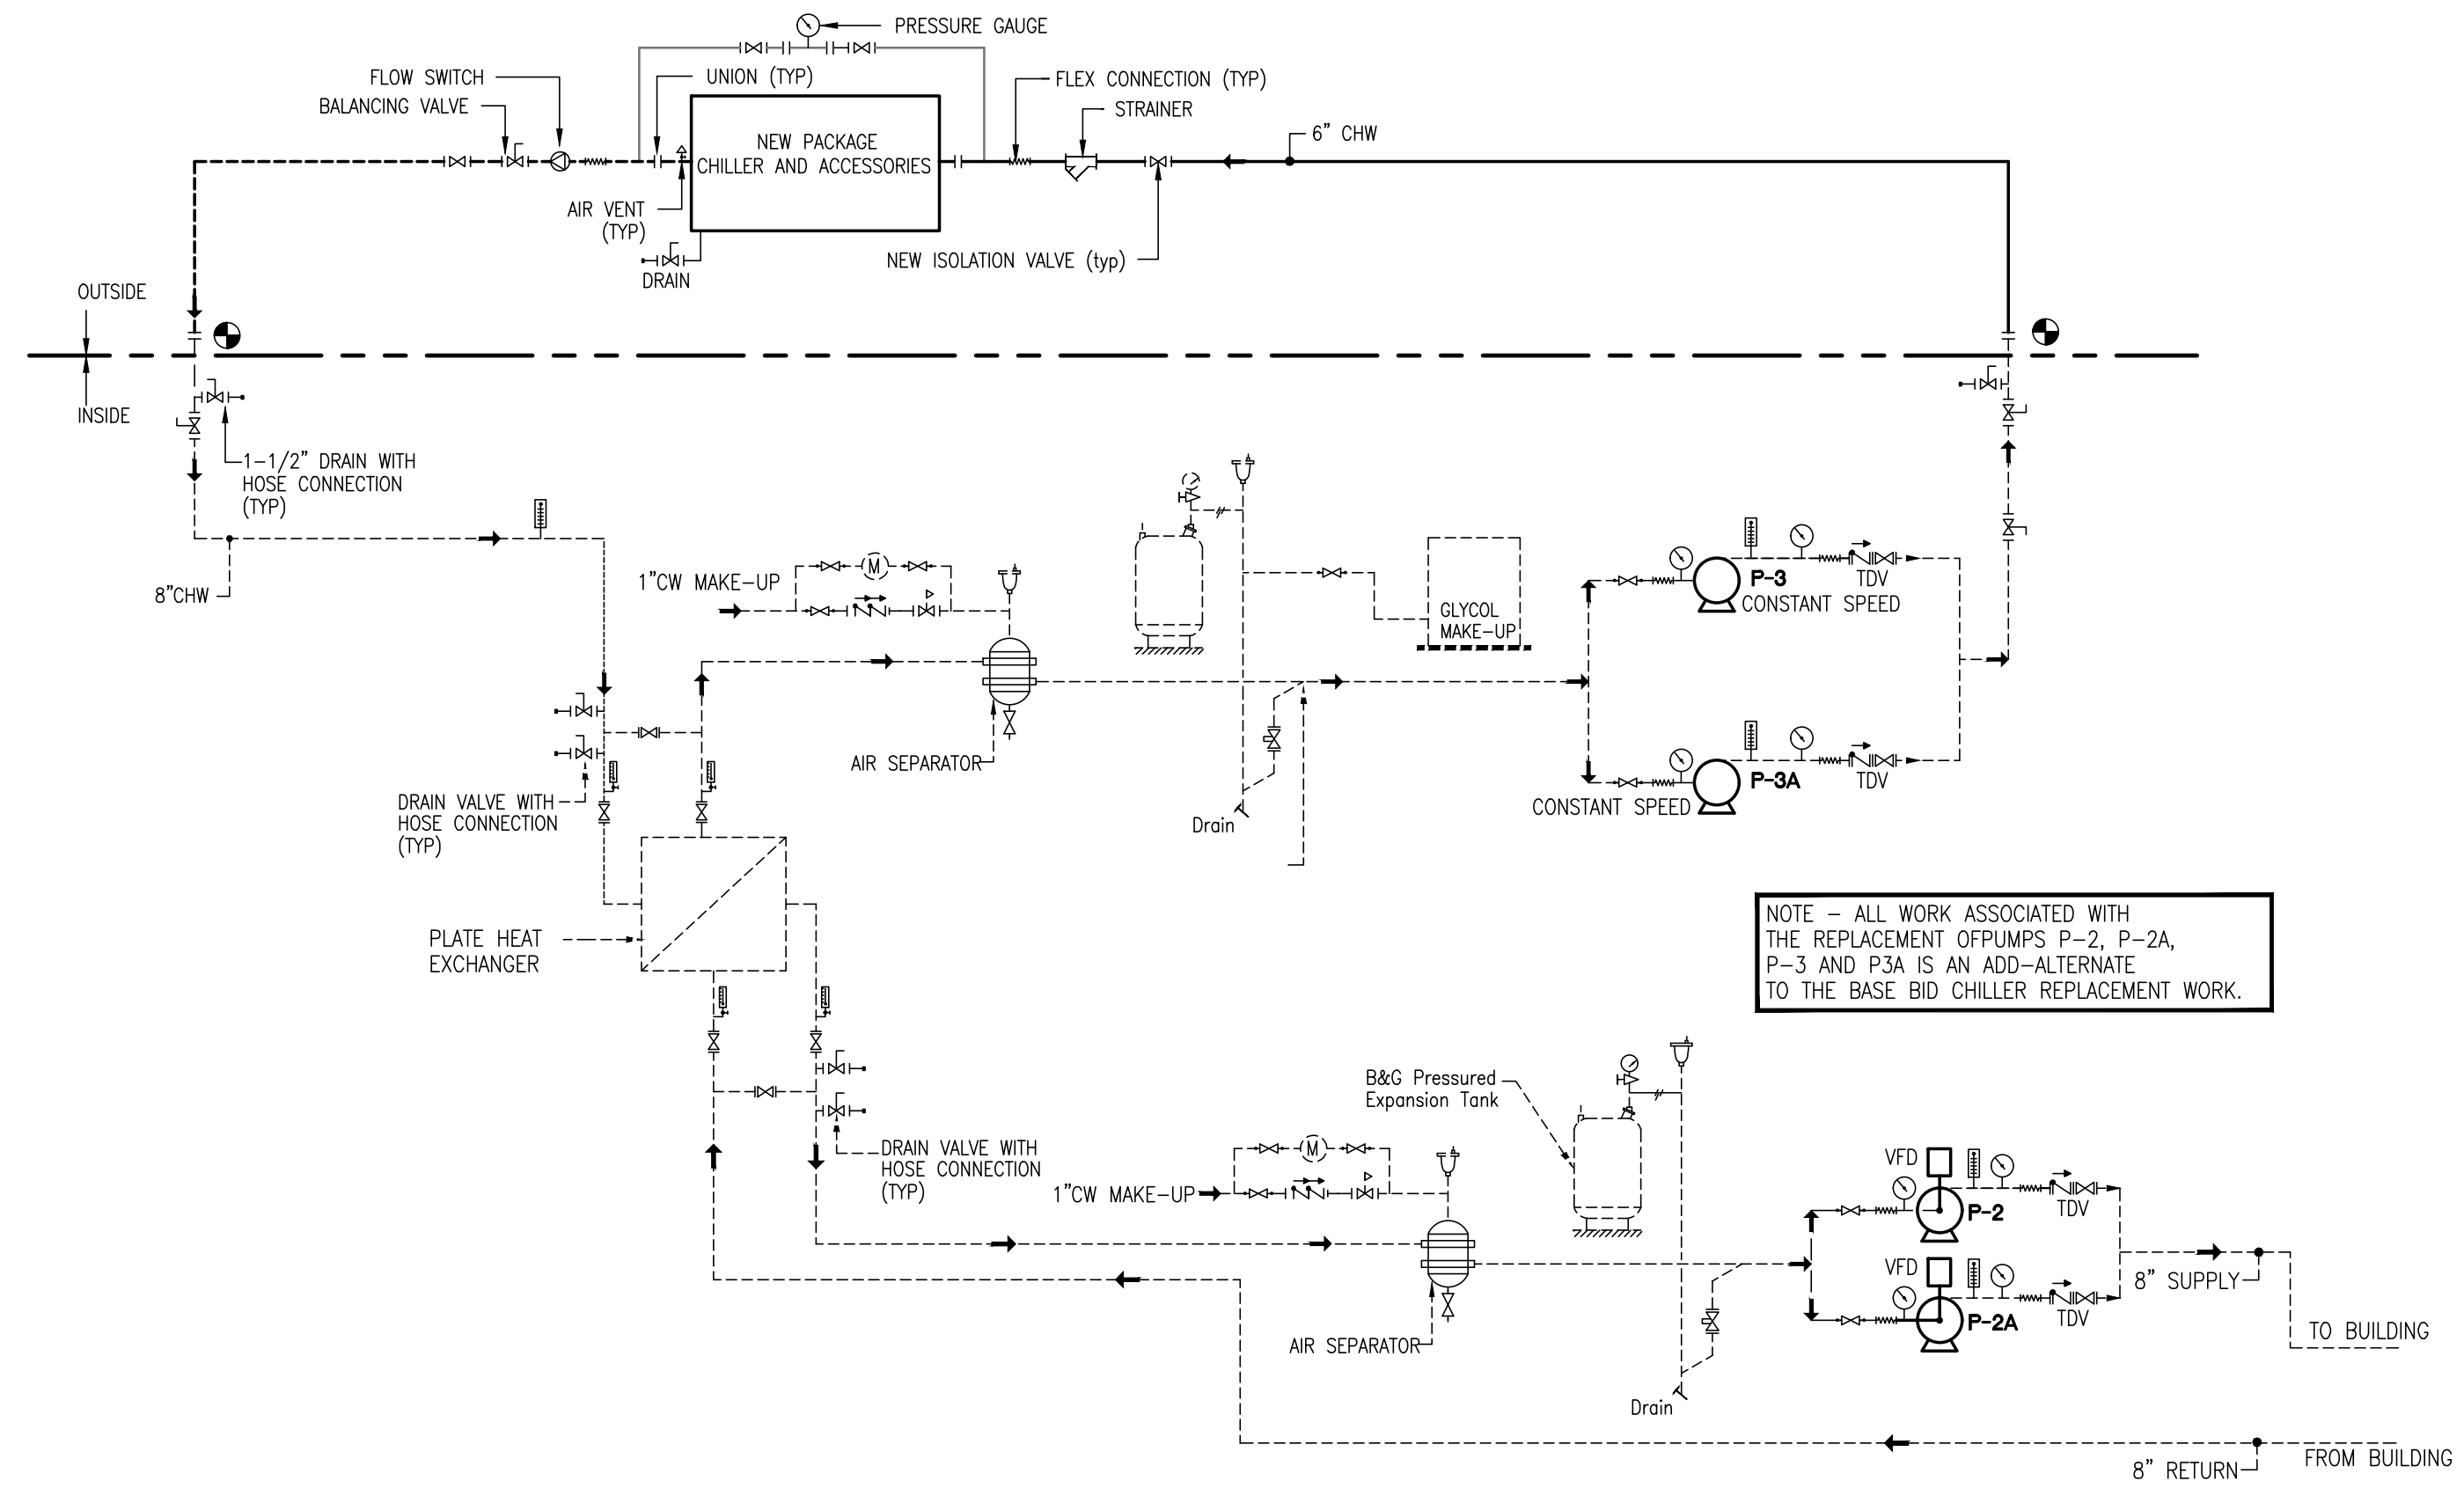 PRESSURE GAUGE
FLOW SWITCH
UNION (TYP)
FLEX CONNECTION (TYP)
BALANCING VALVE
STRAINER
6" CHW
NEW PACKAGE
CHILLER AND ACCESSORIES
AIR VENT
(TYP)
NEW ISOLATION VALVE (typ)
DRAIN
OUTSIDE
INSIDE
1-1/2" DRAIN WITH
HOSE CONNECTION
(TYP)
8"CHW
1"CW MAKE-UP
M
GLYCOL
MAKE-UP
P-3
TDV
CONSTANT SPEED
AIR SEPARATOR
P-3A
TDV
CONSTANT SPEED
DRAIN VALVE WITH
HOSE CONNECTION
(TYP)
Drain
PLATE HEAT
EXCHANGER
NOTE - ALL WORK ASSOCIATED WITH
THE REPLACEMENT OFPUMPS P-2, P-2A,
P-3 AND P3A IS AN ADD-ALTERNATE
TO THE BASE BID CHILLER REPLACEMENT WORK.
B&G Pressured
Expansion Tank
DRAIN VALVE WITH
HOSE CONNECTION
(TYP)
M
1"CW MAKE-UP
VFD
P-2
TDV
VFD
P-2A
TDV
8" SUPPLY
TO BUILDING
AIR SEPARATOR
Drain
8" RETURN
FROM BUILDING